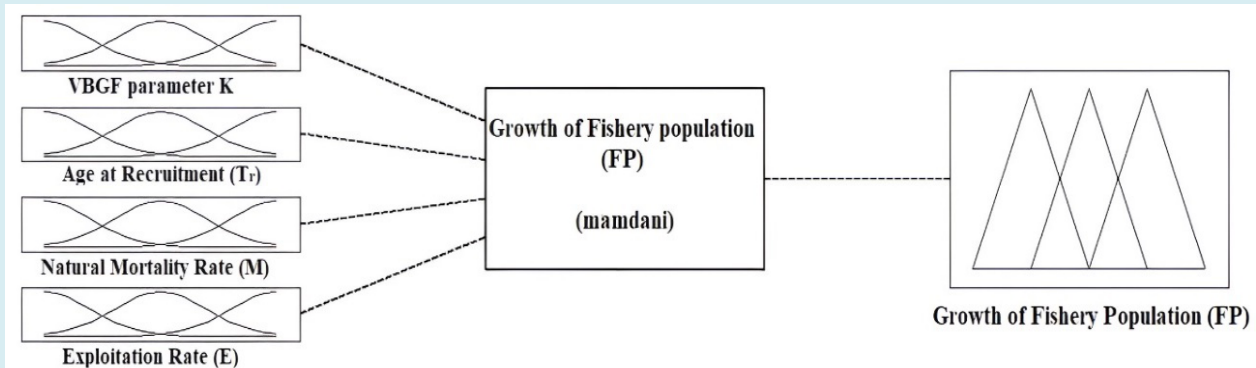 VBGF parameter K
Age at Recruitment (Tr)
Natural Mortality Rate (M)
Exploitation Rate (E)
Growth of Fishery population
(FP)
(mamdani)
Growth of Fishery Population (FP)